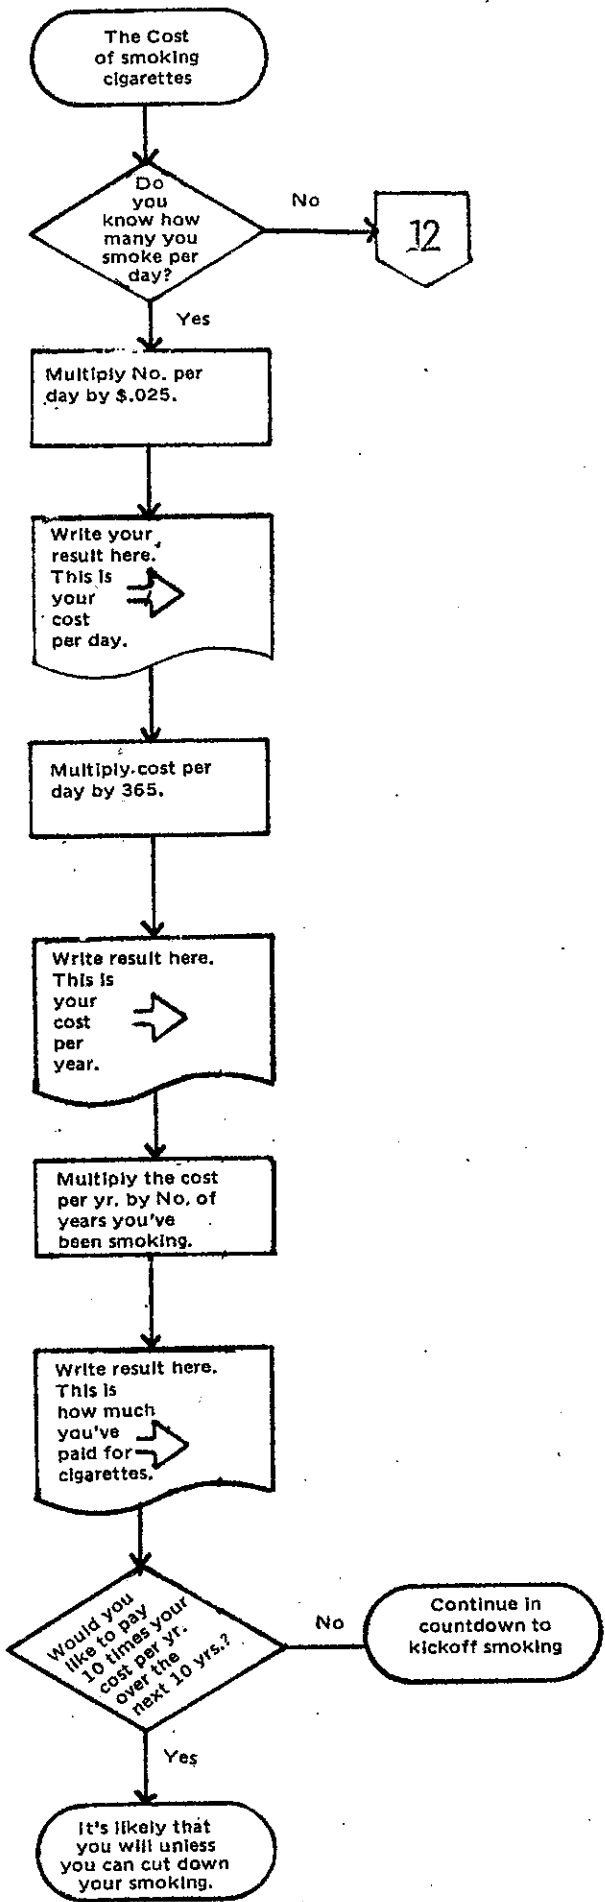 The Cost
of smoking
cigarettes
Do
you
know how
many you
smoke per
day?
No
12
Yes
Multiply No. per
day by $.025.
Write your
result here.
This is
your
cost
per day.
Multiply cost per
day by 365.
Write result here.
This is
your
cost
per
year.
Multiply the cost
per yr. by No. of
years you've
been smoking.
Write result here.
This is
how much
you've
paid for
cigarettes.
Would you
like to pay
10 times your
cost per yr.
over the
next 10 yrs.?
No
Continue in
countdown to
kickoff smoking
Yes
It's likely that
you will unless
you can cut down
your smoking.